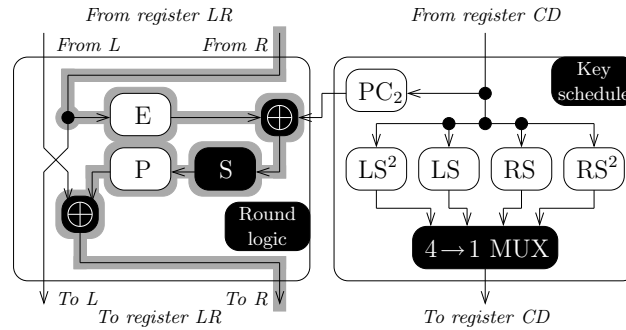 From register LR
From register CD
From L
From R
Key
schedule
PC2
E
⊕
P
S
LS²
LS
RS
RS²
⊕
Round
logic
4→1 MUX
To L
To R
To register LR
To register CD